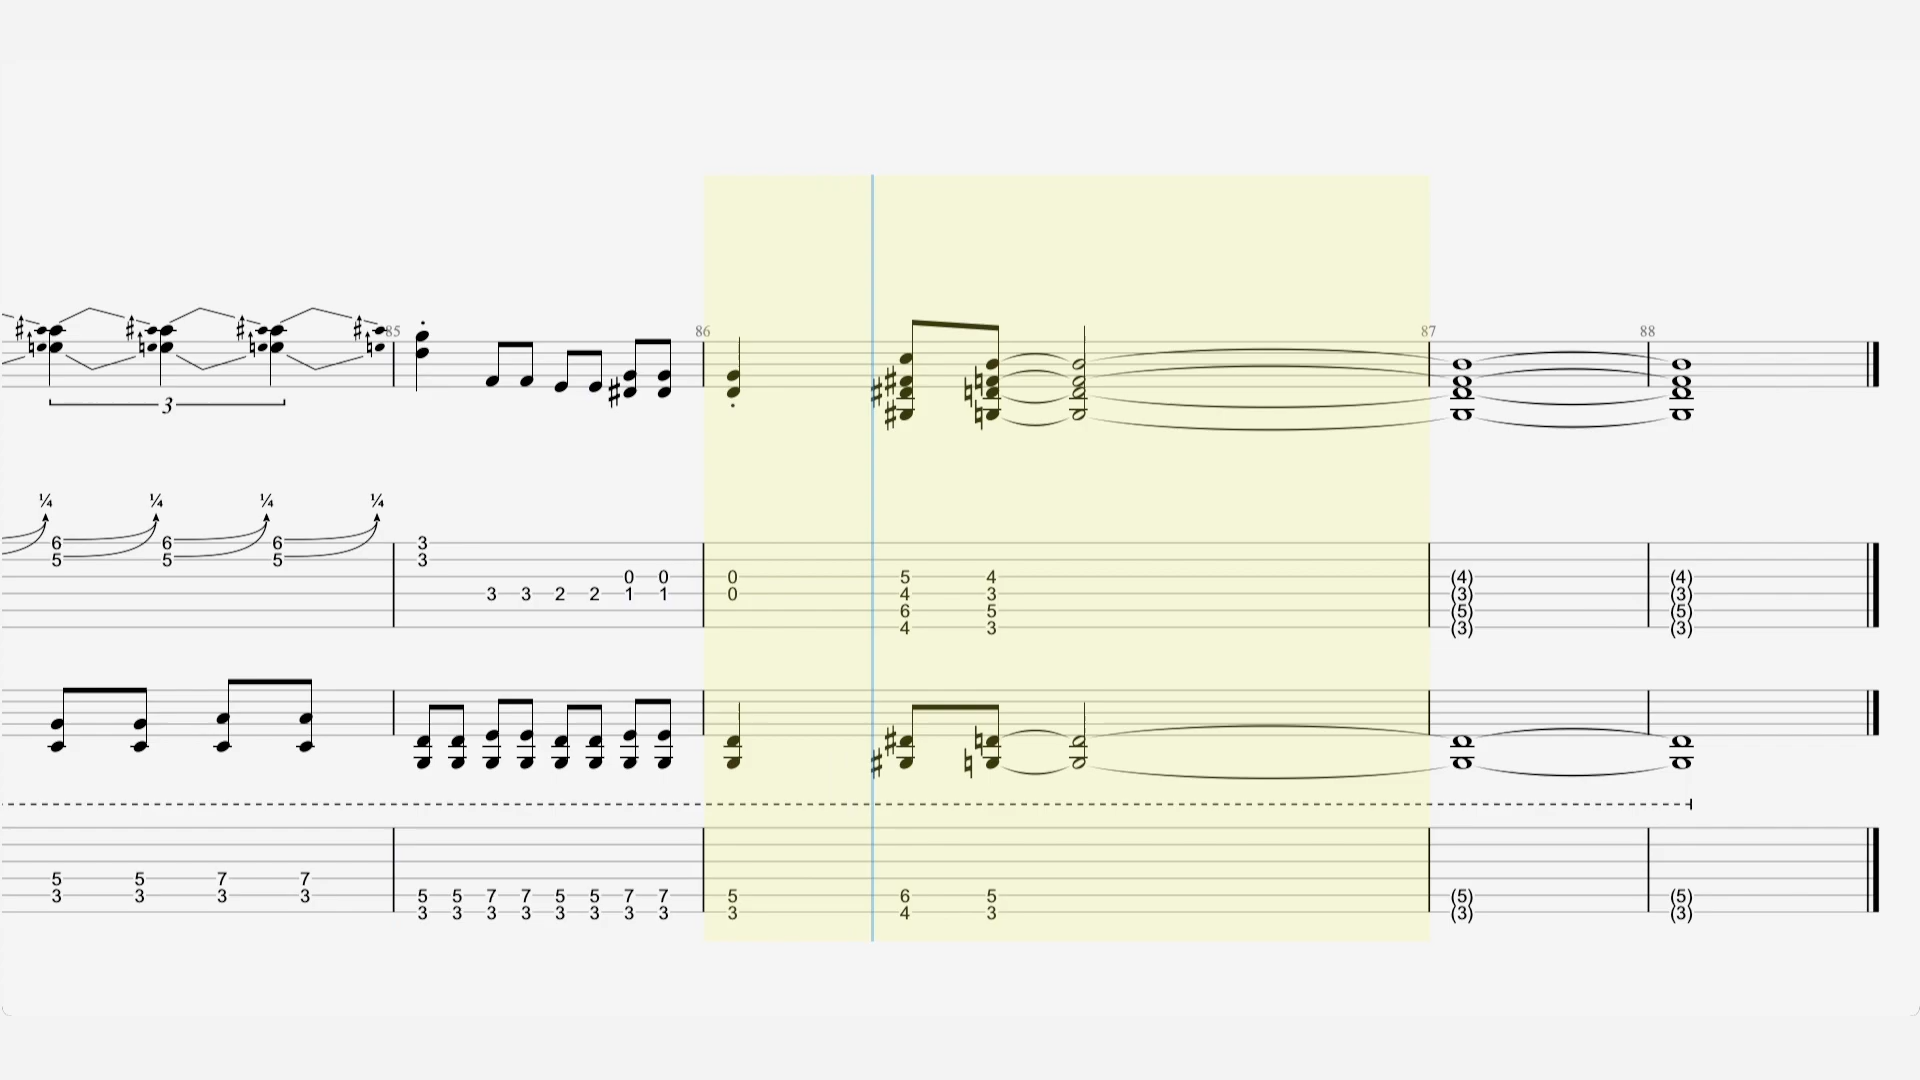 85 86 87 88
3
¼ ¼ ¼ ¼
6 6 6 3
5 5 5 3
0 0 0 5 4 (4) (4)
3 3 2 2 1 1 0 4 3 (3) (3)
6 5 (5) (5)
4 3 (3) (3)
5 5 7 7
3 3 3 3 5 5 7 7 5 5 7 7 5 6 5 (5) (5)
3 3 3 3 3 3 3 3 3 4 3 (3) (3)